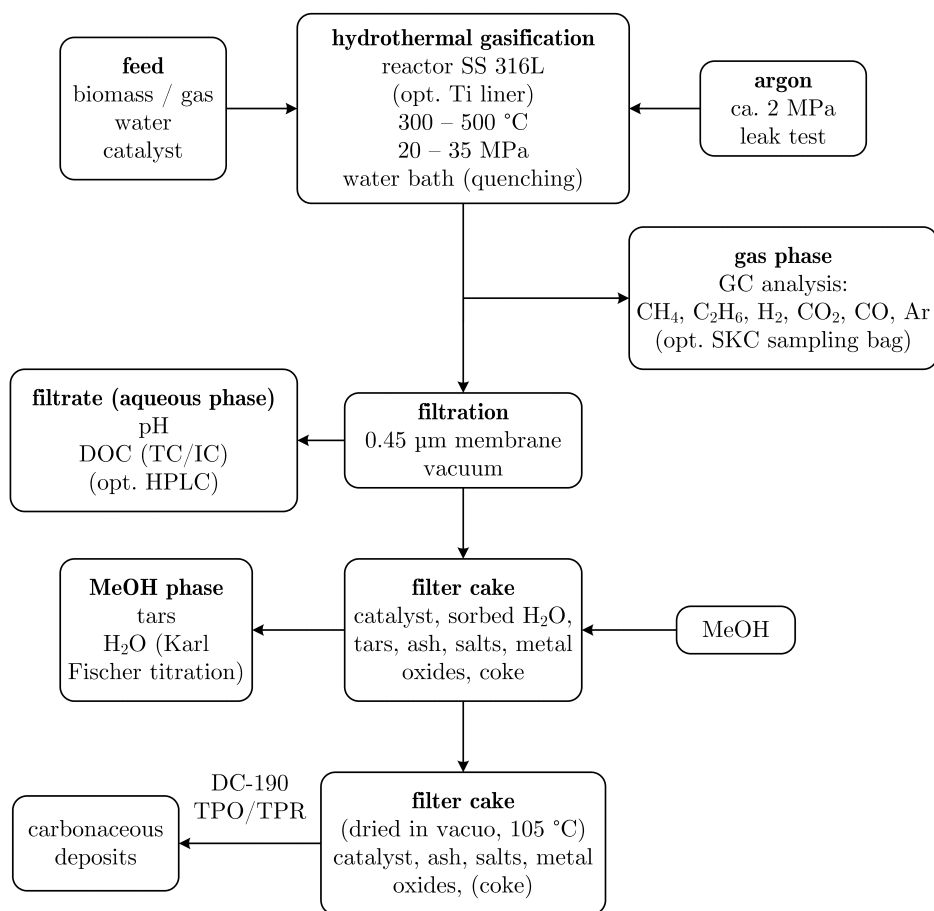 feed
biomass / gas
water
catalyst
hydrothermal gasification
reactor SS 316L
(opt. Ti liner)
300 – 500 °C
20 – 35 MPa
water bath (quenching)
argon
ca. 2 MPa
leak test
gas phase
GC analysis:
CH₄, C₂H₆, H₂, CO₂, CO, Ar
(opt. SKC sampling bag)
filtrate (aqueous phase)
pH
DOC (TC/IC)
(opt. HPLC)
filtration
0.45 µm membrane
vacuum
MeOH phase
tars
H₂O (Karl
Fischer titration)
filter cake
catalyst, sorbed H₂O,
tars, ash, salts, metal
oxides, coke
MeOH
carbonaceous
deposits
DC-190
TPO/TPR
filter cake
(dried in vacuo, 105 °C)
catalyst, ash, salts, metal
oxides, (coke)